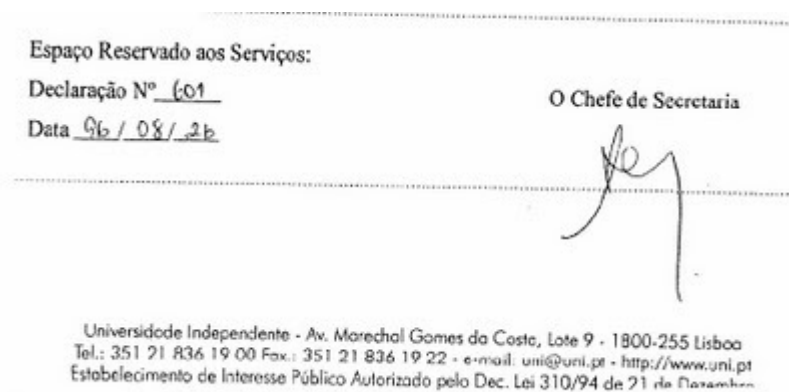 Espaço Reservado aos Serviços:
Declaração Nº 601
O Chefe de Secretaria
Data 96 / 08 / 26
Universidade Independente - Av. Marechal Gomes da Costa, Lote 9 - 1800-255 Lisboa
Tel.: 351 21 836 19 00 Fax.: 351 21 836 19 22 - e-mail: uni@uni.pt - http://www.uni.pt
Estabelecimento de Interesse Público Autorizado pelo Dec. Lei 310/94 de 21 de Dezembro